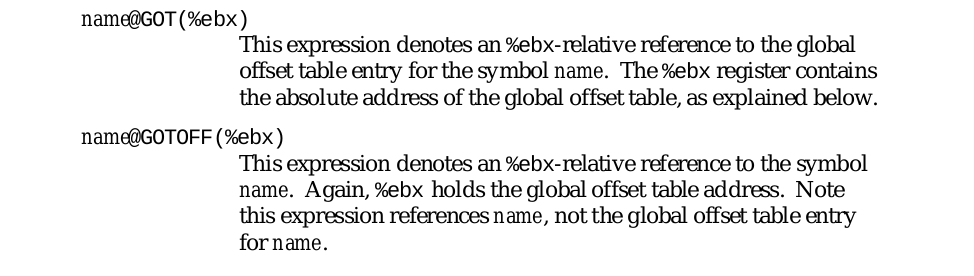 name@GOT(%ebx)
This expression denotes an %ebx-relative reference to the global
offset table entry for the symbol name. The %ebx register contains
the absolute address of the global offset table, as explained below.
name@GOTOFF(%ebx)
This expression denotes an %ebx-relative reference to the symbol
name. Again, %ebx holds the global offset table address. Note
this expression references name, not the global offset table entry
for name.